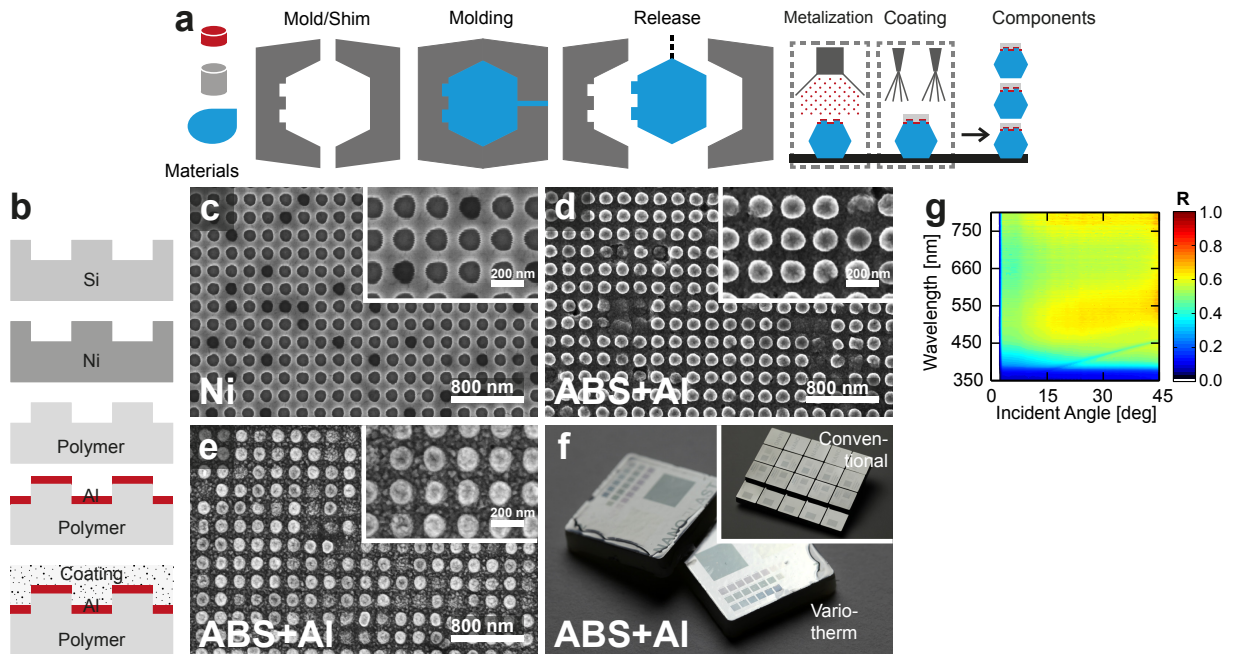 a
Mold/Shim
Molding
Release
Metalization
Coating
Components
Materials
b
Si
Ni
Polymer
Al
Polymer
Coating
Al
Polymer
c
200 nm
Ni
800 nm
d
200 nm
ABS+Al
800 nm
e
200 nm
ABS+Al
800 nm
f
Conven-
tional
NANO
Vario-
therm
ABS+Al
g
R
Wavelength [nm]
750
660
550
450
350
0
15
30
45
Incident Angle [deg]
1.0
0.8
0.6
0.4
0.2
0.0